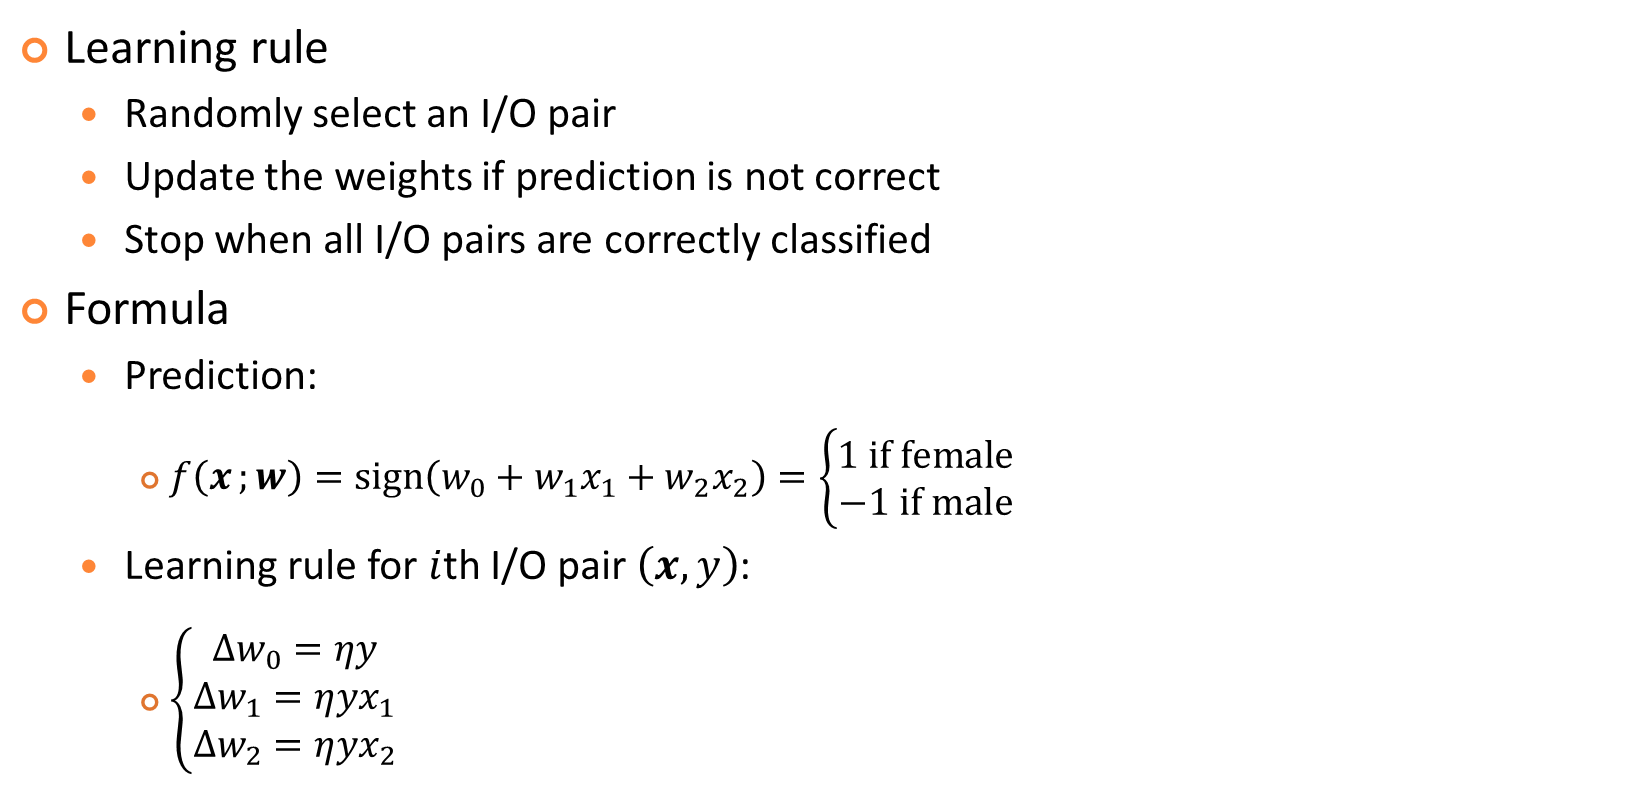 Learning rule
Randomly select an I/O pair
Update the weights if prediction is not correct
Stop when all I/O pairs are correctly classified
Formula
Prediction:
f(x; w) = sign(w₀ + w₁x₁ + w₂x₂) = {1 if female
−1 if male
Learning rule for ith I/O pair (x, y):
Δw₀ = ηy
Δw₁ = ηyx₁
Δw₂ = ηyx₂